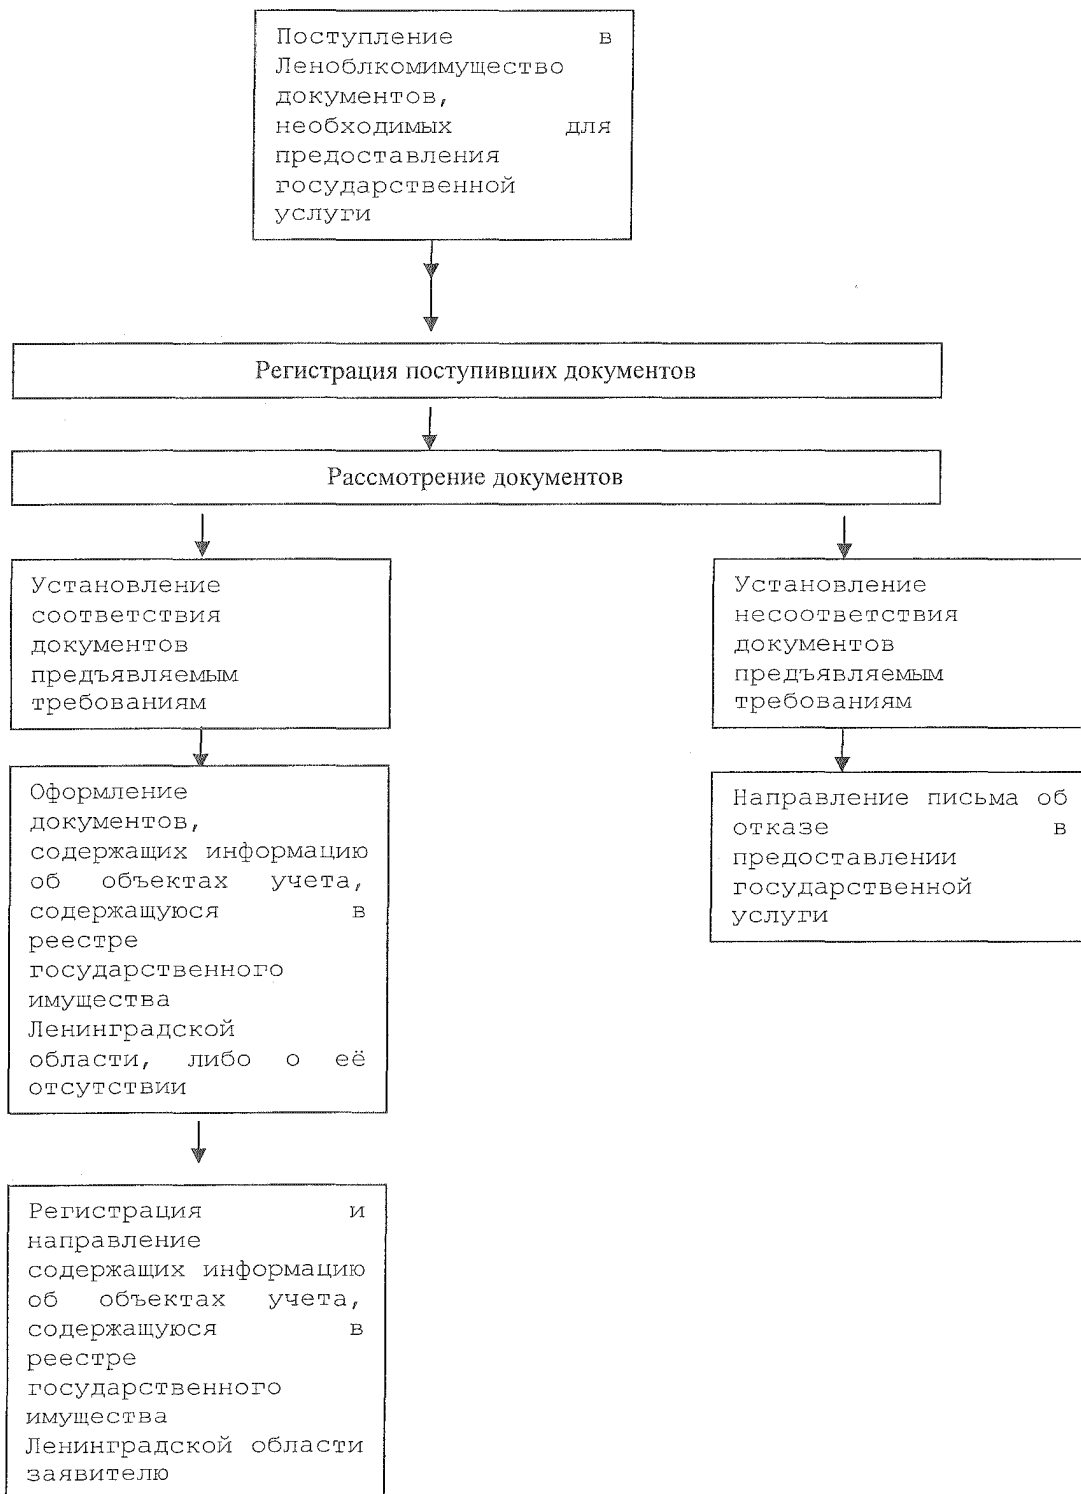 Поступление в
Леноблкомимущество
документов,
необходимых для
предоставления
государственной
услуги
Регистрация поступивших документов
Рассмотрение документов
Установление
соответствия
документов
предъявляемым
требованиям
Установление
несоответствия
документов
предъявляемым
требованиям
Оформление
документов,
содержащих информацию
об объектах учета,
содержащуюся в
реестре
государственного
имущества
Ленинградской
области, либо о её
отсутствии
Направление письма об
отказе в
предоставлении
государственной
услуги
Регистрация и
направление
содержащих информацию
об объектах учета,
содержащуюся в
реестре
государственного
имущества
Ленинградской области
заявителю